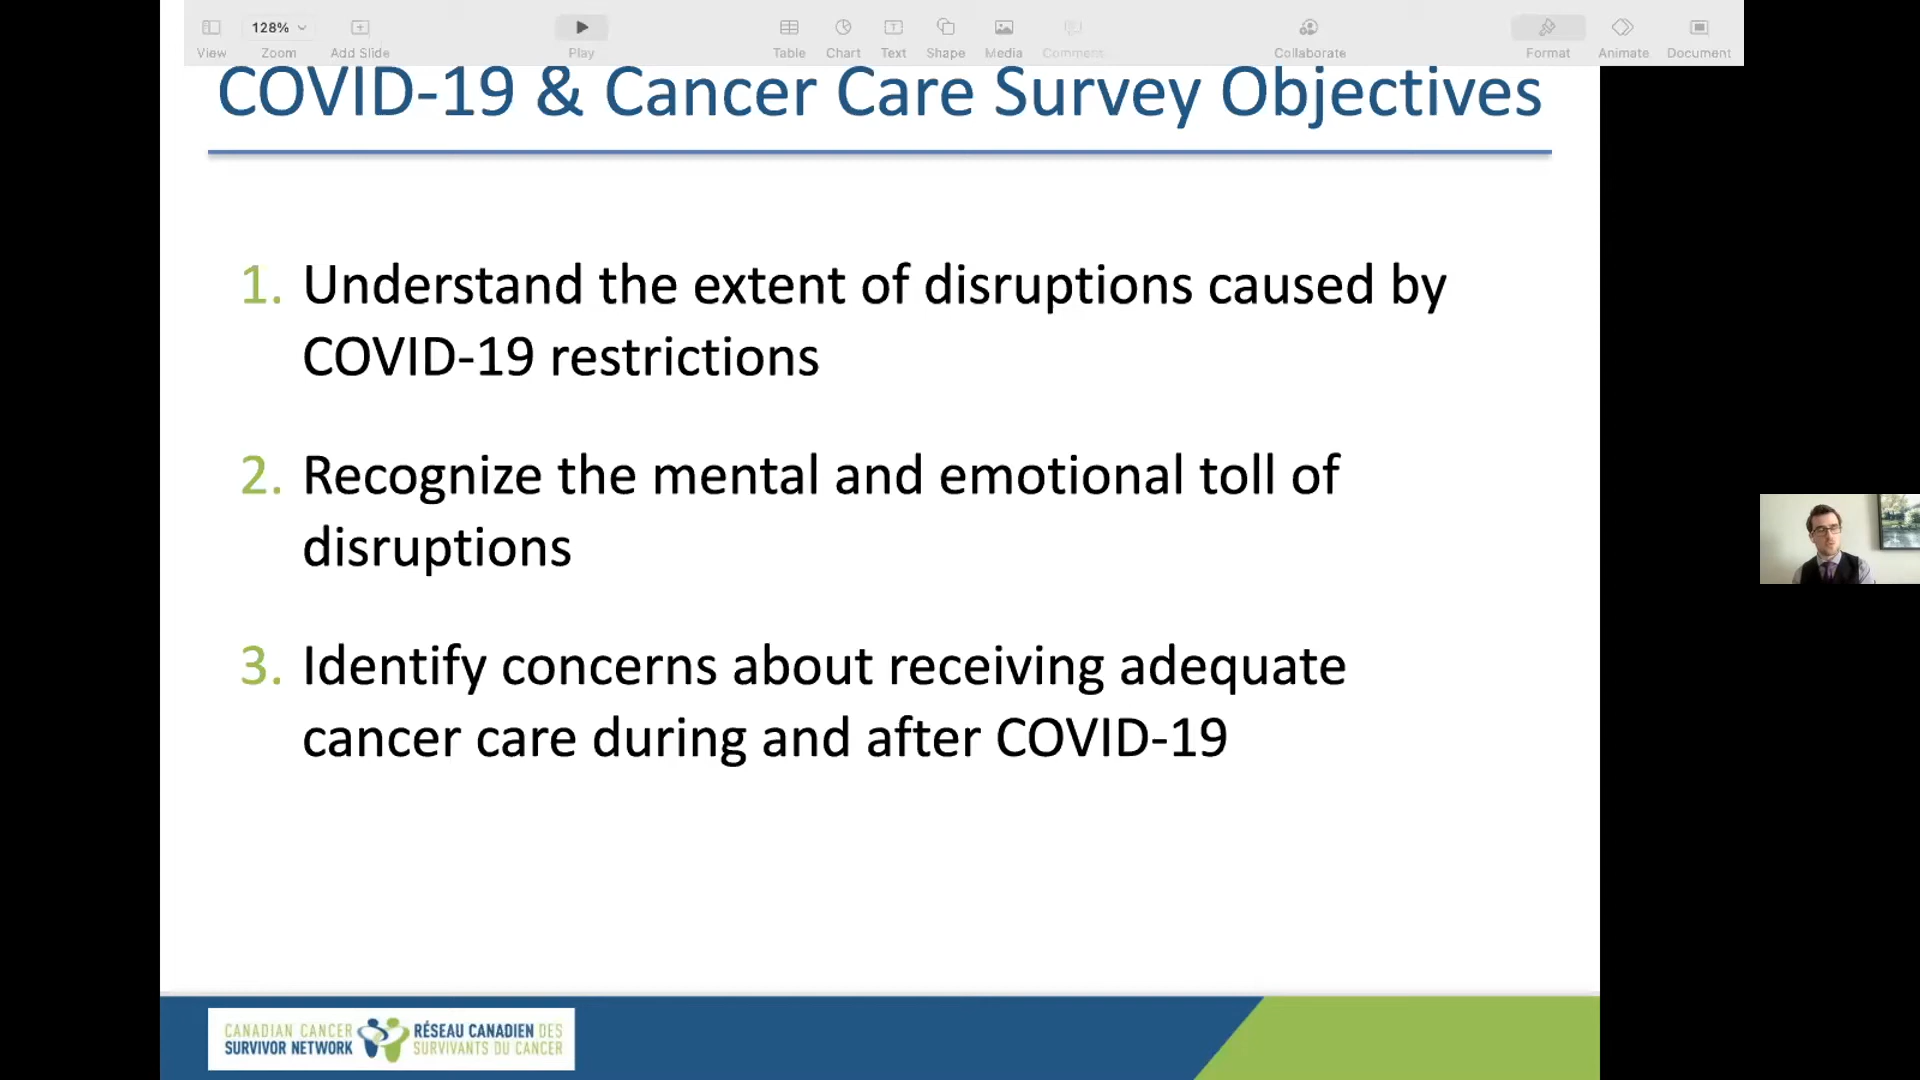 128%
View
Zoom
Add Slide
Play
Table
Chart
Text
Shape
Media
Comment
Collaborate
Format
Animate
Document
COVID-19 & Cancer Care Survey Objectives
1. Understand the extent of disruptions caused by
COVID-19 restrictions
2. Recognize the mental and emotional toll of
disruptions
3. Identify concerns about receiving adequate
cancer care during and after COVID-19
CANADIAN CANCER
SURVIVOR NETWORK
RÉSEAU CANADIEN DES
SURVIVANTS DU CANCER